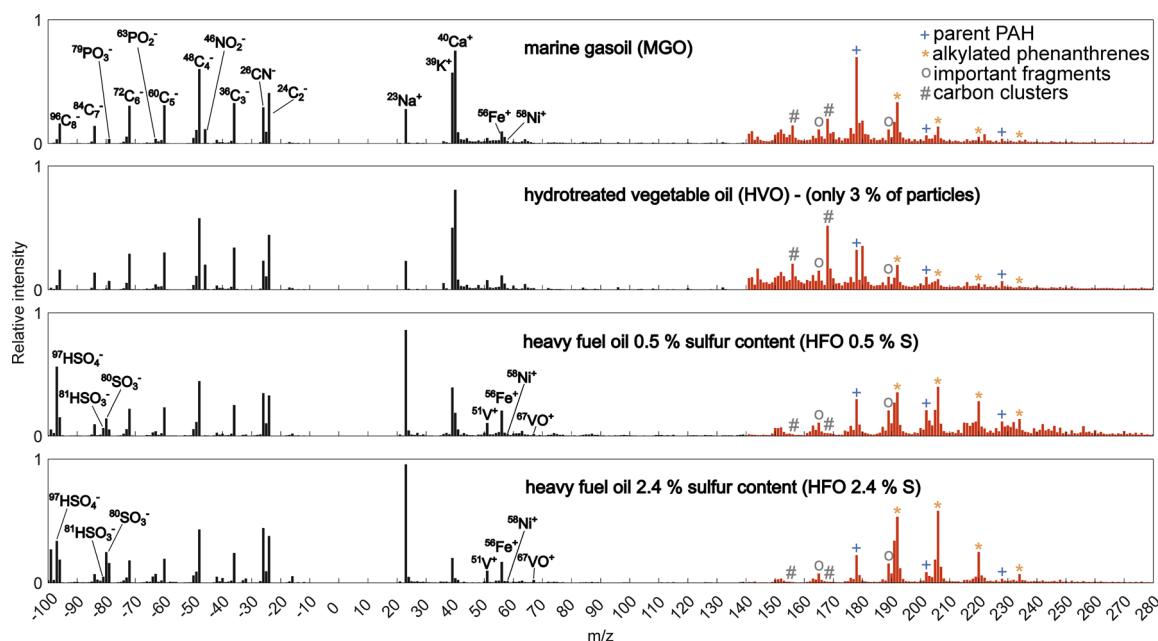 1
marine gasoil (MGO)
+ parent PAH
* alkylated phenanthrenes
o important fragments
# carbon clusters
⁹⁶C₈⁻
⁸⁴C₇⁻
⁷⁹PO₃⁻
⁷²C₆⁻
⁶³PO₂⁻
⁶⁰C₅⁻
⁴⁸C₄⁻
⁴⁶NO₂⁻
³⁶C₃⁻
²⁶CN⁻
²⁴C₂⁻
²³Na⁺
³⁹K⁺
⁴⁰Ca⁺
⁵⁶Fe⁺
⁵⁸Ni⁺
# o # + o * + * * + *
0
1
hydrotreated vegetable oil (HVO) - (only 3 % of particles)
# o # + o * + * * + *
0
Relative intensity
1
heavy fuel oil 0.5 % sulfur content (HFO 0.5 % S)
⁹⁷HSO₄⁻
⁸¹HSO₃⁻
⁸⁰SO₃⁻
⁵¹V⁺
⁵⁶Fe⁺
⁵⁸Ni⁺
⁶⁷VO⁺
# o # + o * + * * + *
0
1
heavy fuel oil 2.4 % sulfur content (HFO 2.4 % S)
⁹⁷HSO₄⁻
⁸¹HSO₃⁻
⁸⁰SO₃⁻
⁵¹V⁺
⁵⁶Fe⁺
⁵⁸Ni⁺
⁶⁷VO⁺
# o # + o * + * * + *
0
-100 -90 -80 -70 -60 -50 -40 -30 -20 -10 0 10 20 30 40 50 60 70 80 90 100 110 120 130 140 150 160 170 180 190 200 210 220 230 240 250 260 270 280
m/z